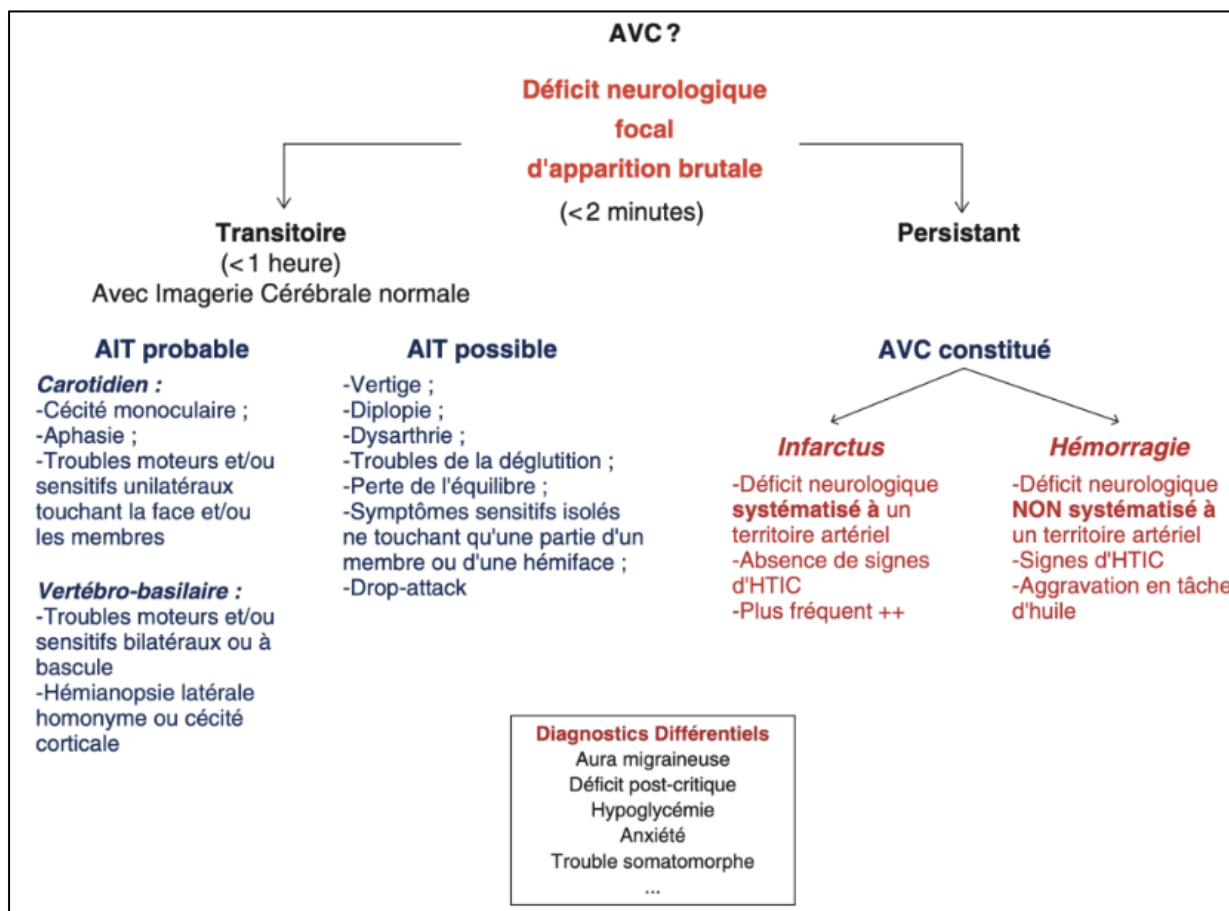 AVC ?
Déficit neurologique
focal
d'apparition brutale
(< 2 minutes)
Transitoire
(< 1 heure)
Avec Imagerie Cérébrale normale
Persistant
AIT probable
Carotidien :
-Cécité monoculaire ;
-Aphasie ;
-Troubles moteurs et/ou
sensitifs unilatéraux
touchant la face et/ou
les membres
Vertébro-basilaire :
-Troubles moteurs et/ou
sensitifs bilatéraux ou à
bascule
-Hémianopsie latérale
homonyme ou cécité
corticale
AIT possible
-Vertige ;
-Diplopie ;
-Dysarthrie ;
-Troubles de la déglutition ;
-Perte de l'équilibre ;
-Symptômes sensitifs isolés
ne touchant qu'une partie d'un
membre ou d'une hémiface ;
-Drop-attack
AVC constitué
Infarctus
-Déficit neurologique
systématisé à un
territoire artériel
-Absence de signes
d'HTIC
-Plus fréquent ++
Hémorragie
-Déficit neurologique
NON systématisé à
un territoire artériel
-Signes d'HTIC
-Aggravation en tâche
d'huile
Diagnostics Différentiels
Aura migraineuse
Déficit post-critique
Hypoglycémie
Anxiété
Trouble somatomorphe
...